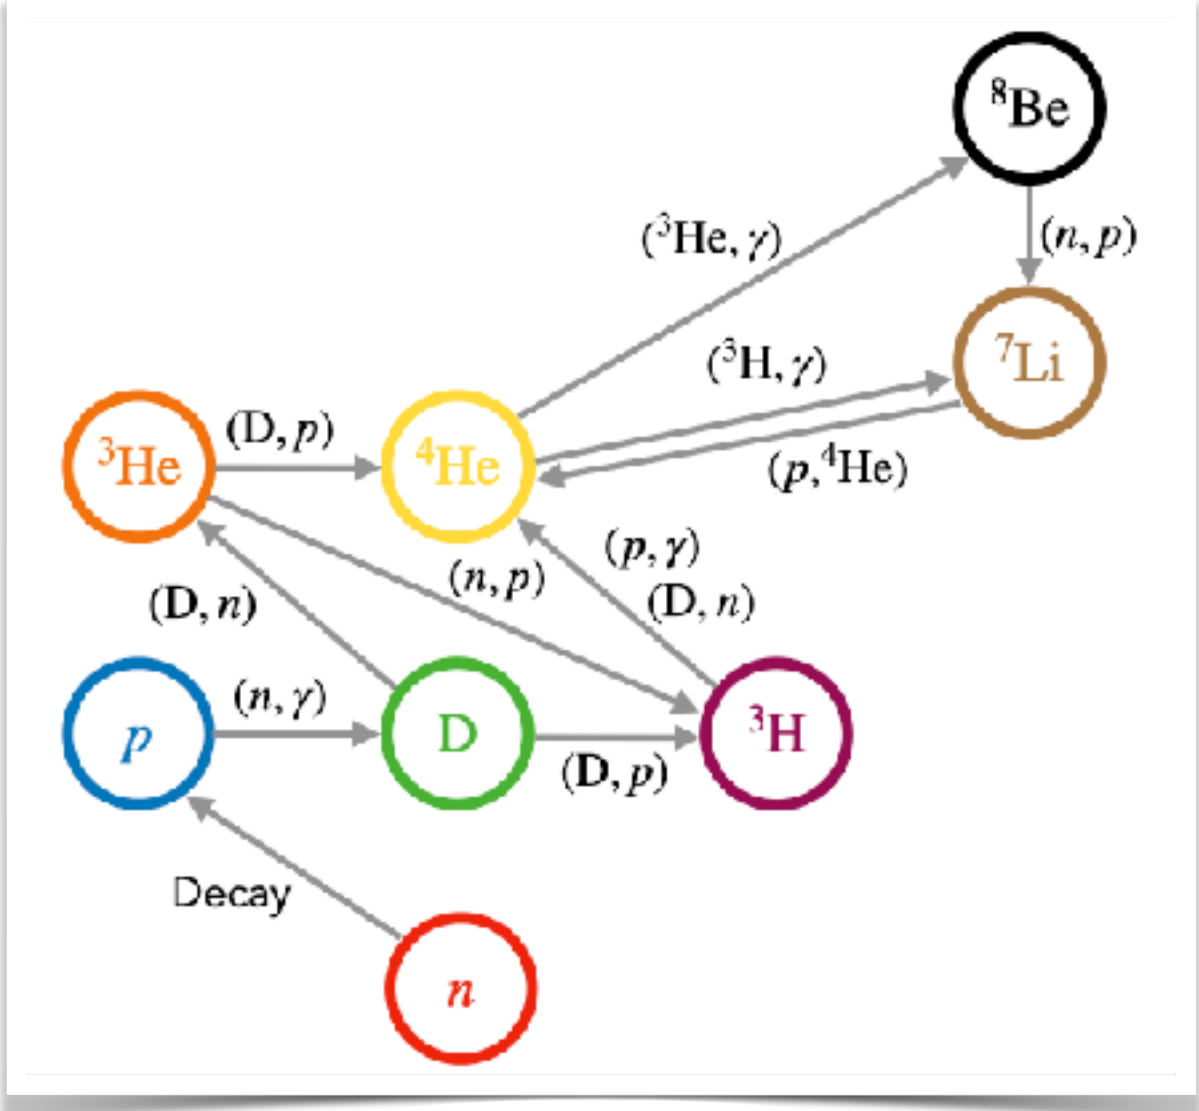 ⁸Be
(³He, γ)
(n, p)
(³H, γ)
⁷Li
³He
(D, p)
⁴He
(p,⁴He)
(p, γ)
(n, p)
(D, n)
(D, n)
p
(n, γ)
D
³H
(D, p)
Decay
n